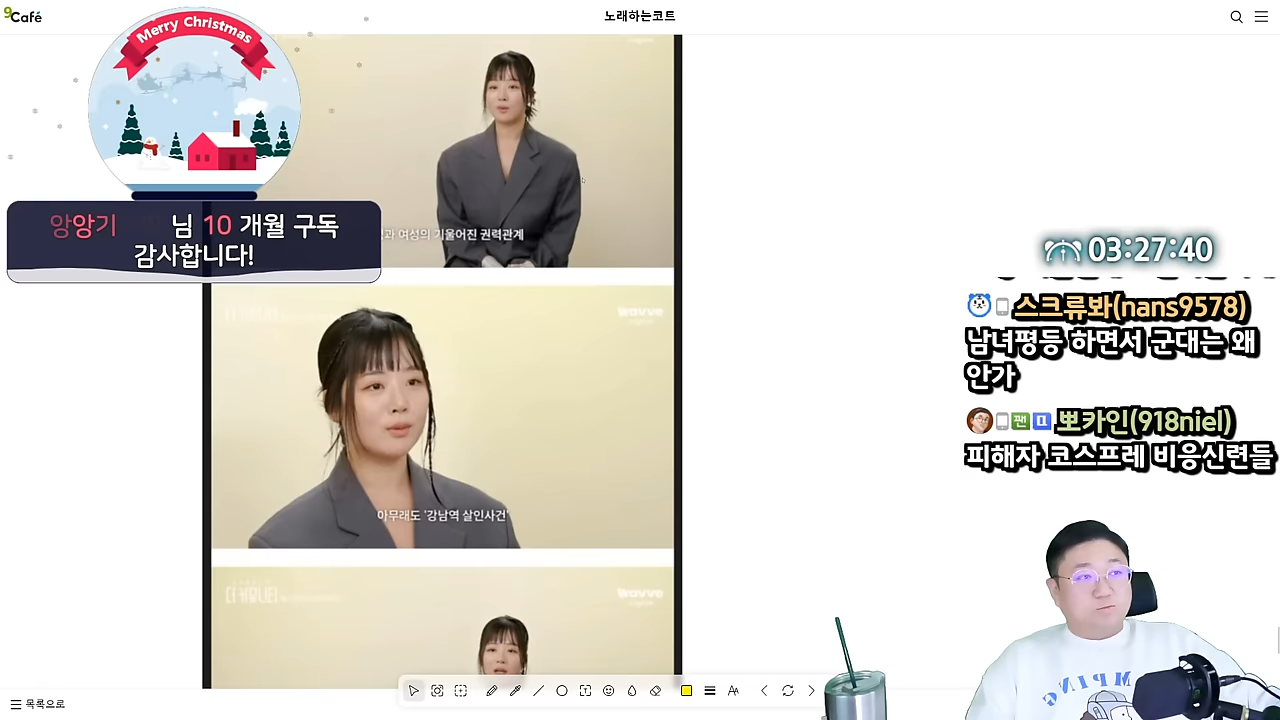 Café
노래하는코트
Merry Christmas
앙앙기 님 10 개월 구독
감사합니다!
여성의 기울어진 권력관계
wavve
아무래도 '강남역 살인사건'
wavve
03:27:40
스크류봐(nans9578)
남녀평등 하면서 군대는 왜
안가
팬
뽀카인(918niel)
피해자 코스프레 비응신련들
목록으로